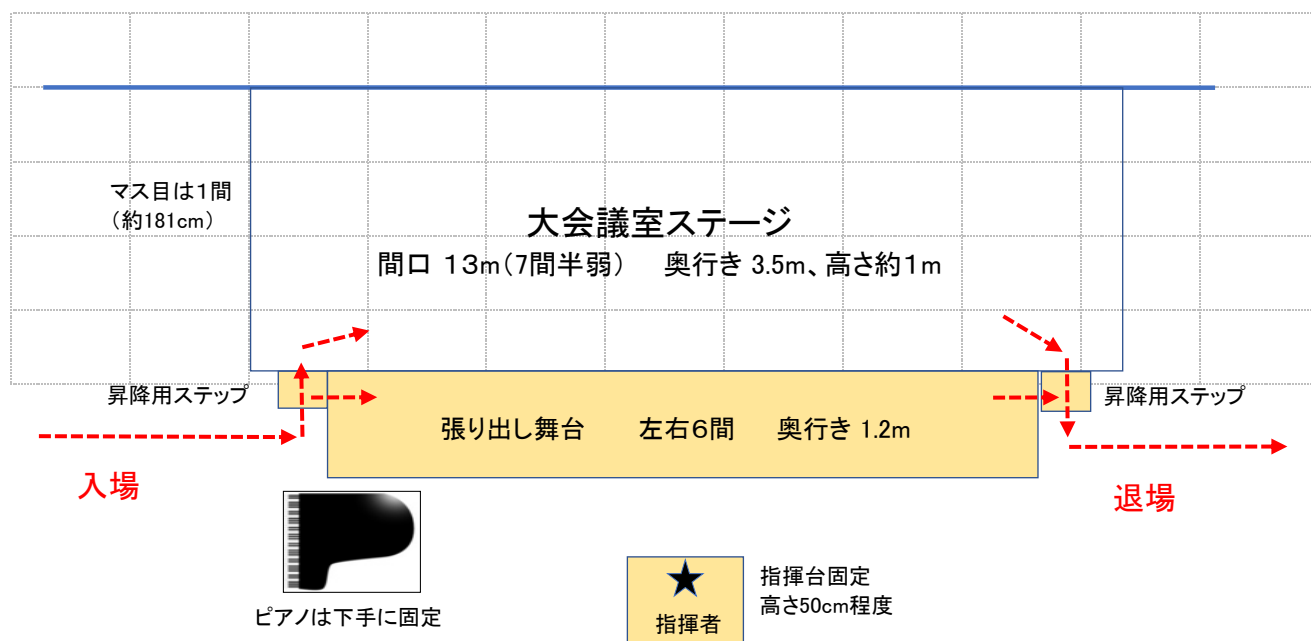 マス目は１間
（約181cm）
大会議室ステージ
間口 １３m（７間半弱）　奥行き 3.5m、高さ約１m
昇降用ステップ
昇降用ステップ
張り出し舞台　左右６間　奥行き 1.2m
入場
退場
ピアノは下手に固定
指揮者
指揮台固定
高さ50cm程度